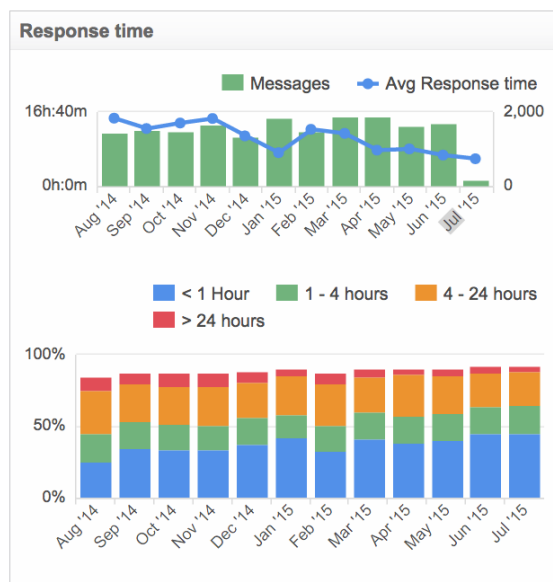 Response time
Messages Avg Response time
16h:40m 2,000
0h:0m 0
Aug '14 Sep '14 Oct '14 Nov '14 Dec '14 Jan '15 Feb '15 Mar '15 Apr '15 May '15 Jun '15 Jul '15
< 1 Hour 1 - 4 hours 4 - 24 hours
> 24 hours
100%
50%
0%
Aug '14 Sep '14 Oct '14 Nov '14 Dec '14 Jan '15 Feb '15 Mar '15 Apr '15 May '15 Jun '15 Jul '15